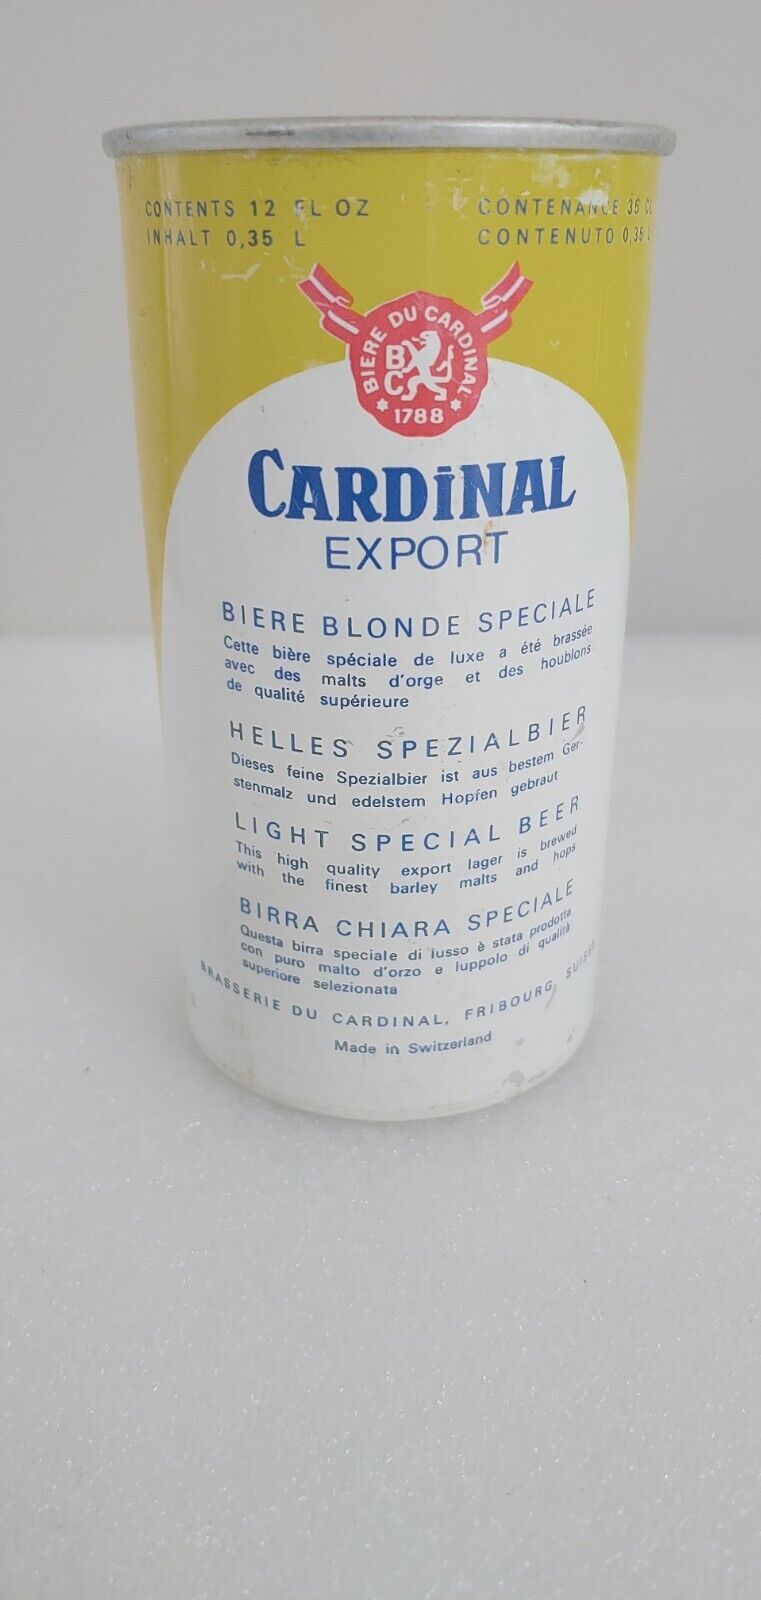 CONTENTS 12 FL OZ
INHALT 0,35 L
CONTENANCE 35 CL
CONTENUTO 0,35 L
BIERE DU CARDINAL
BC
1788
CARDiNAL
EXPORT
BIERE BLONDE SPECIALE
Cette bière spéciale de luxe a été brassée
avec des malts d'orge et des houblons
de qualité supérieure
HELLES SPEZIALBIER
Dieses feine Spezialbier ist aus bestem Ger-
stenmalz und edelstem Hopfen gebraut
LIGHT SPECIAL BEER
This high quality export lager is brewed
with the finest barley malts and hops
BIRRA CHIARA SPECIALE
Questa birra speciale di lusso è stata prodotta
con puro malto d'orzo e luppolo di qualità
superiore selezionata
BRASSERIE DU CARDINAL, FRIBOURG, SUISSE
Made in Switzerland